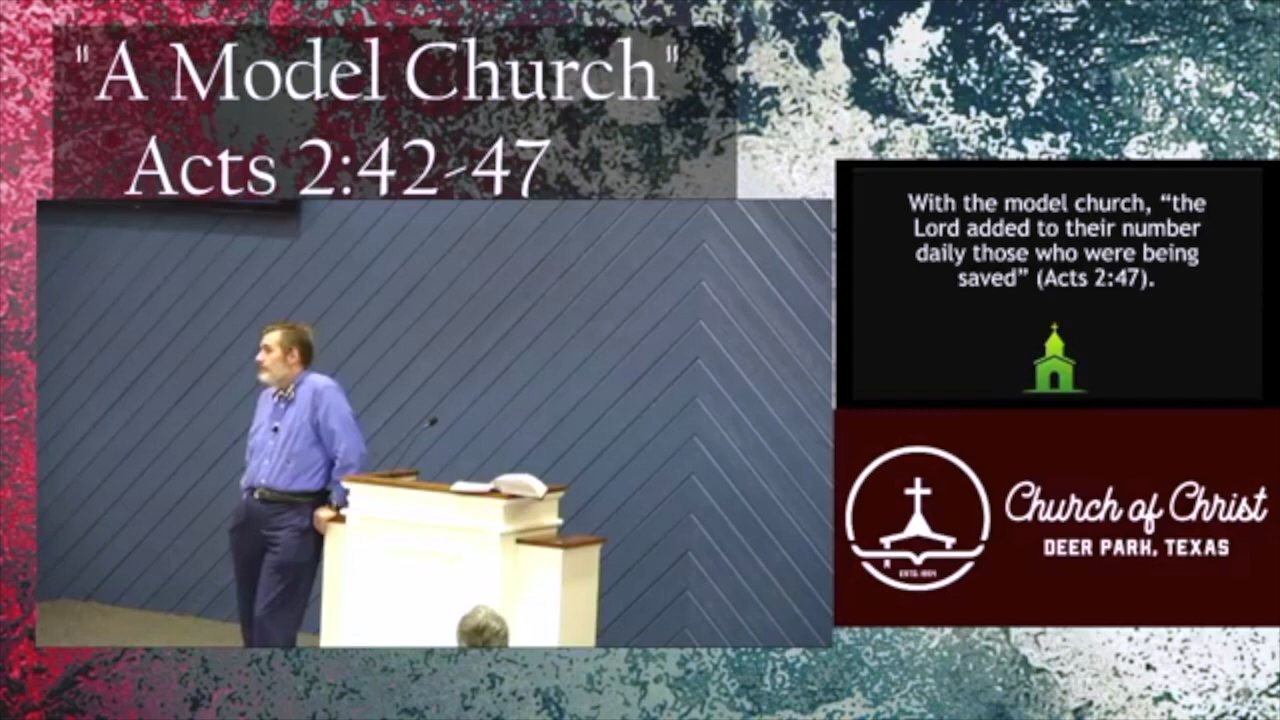 "A Model Church"
Acts 2:42-47
With the model church, “the
Lord added to their number
daily those who were being
saved” (Acts 2:47).
Church of Christ
DEER PARK, TEXAS